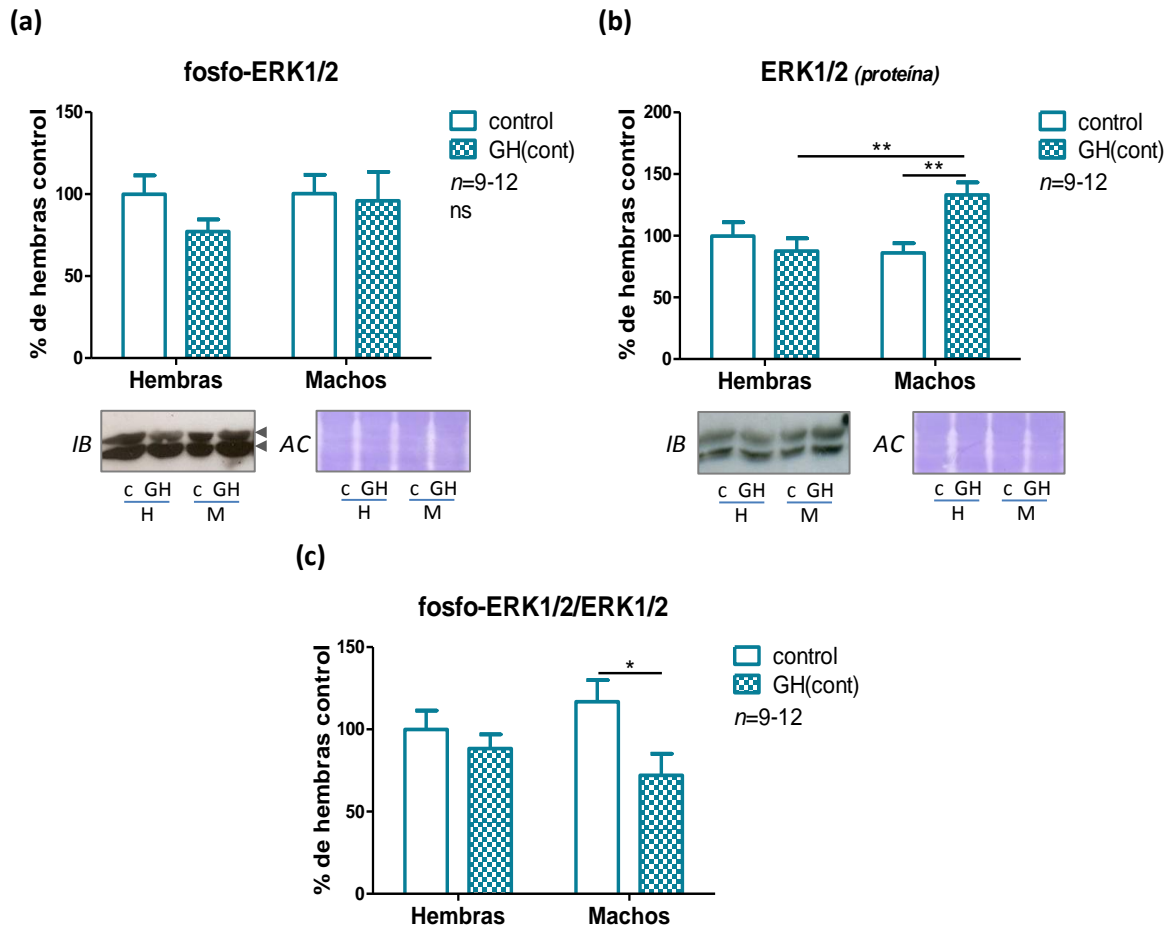 (a)
fosfo-ERK1/2
% de hembras control
150
100
50
0
Hembras Machos
control
GH(cont)
n=9-12
ns
IB
AC
c GH c GH
H M
c GH c GH
H M
(b)
ERK1/2 (proteína)
% de hembras control
200
150
100
50
0
**
**
Hembras Machos
control
GH(cont)
n=9-12
IB
AC
c GH c GH
H M
c GH c GH
H M
(c)
fosfo-ERK1/2/ERK1/2
% de hembras control
150
100
50
0
*
Hembras Machos
control
GH(cont)
n=9-12